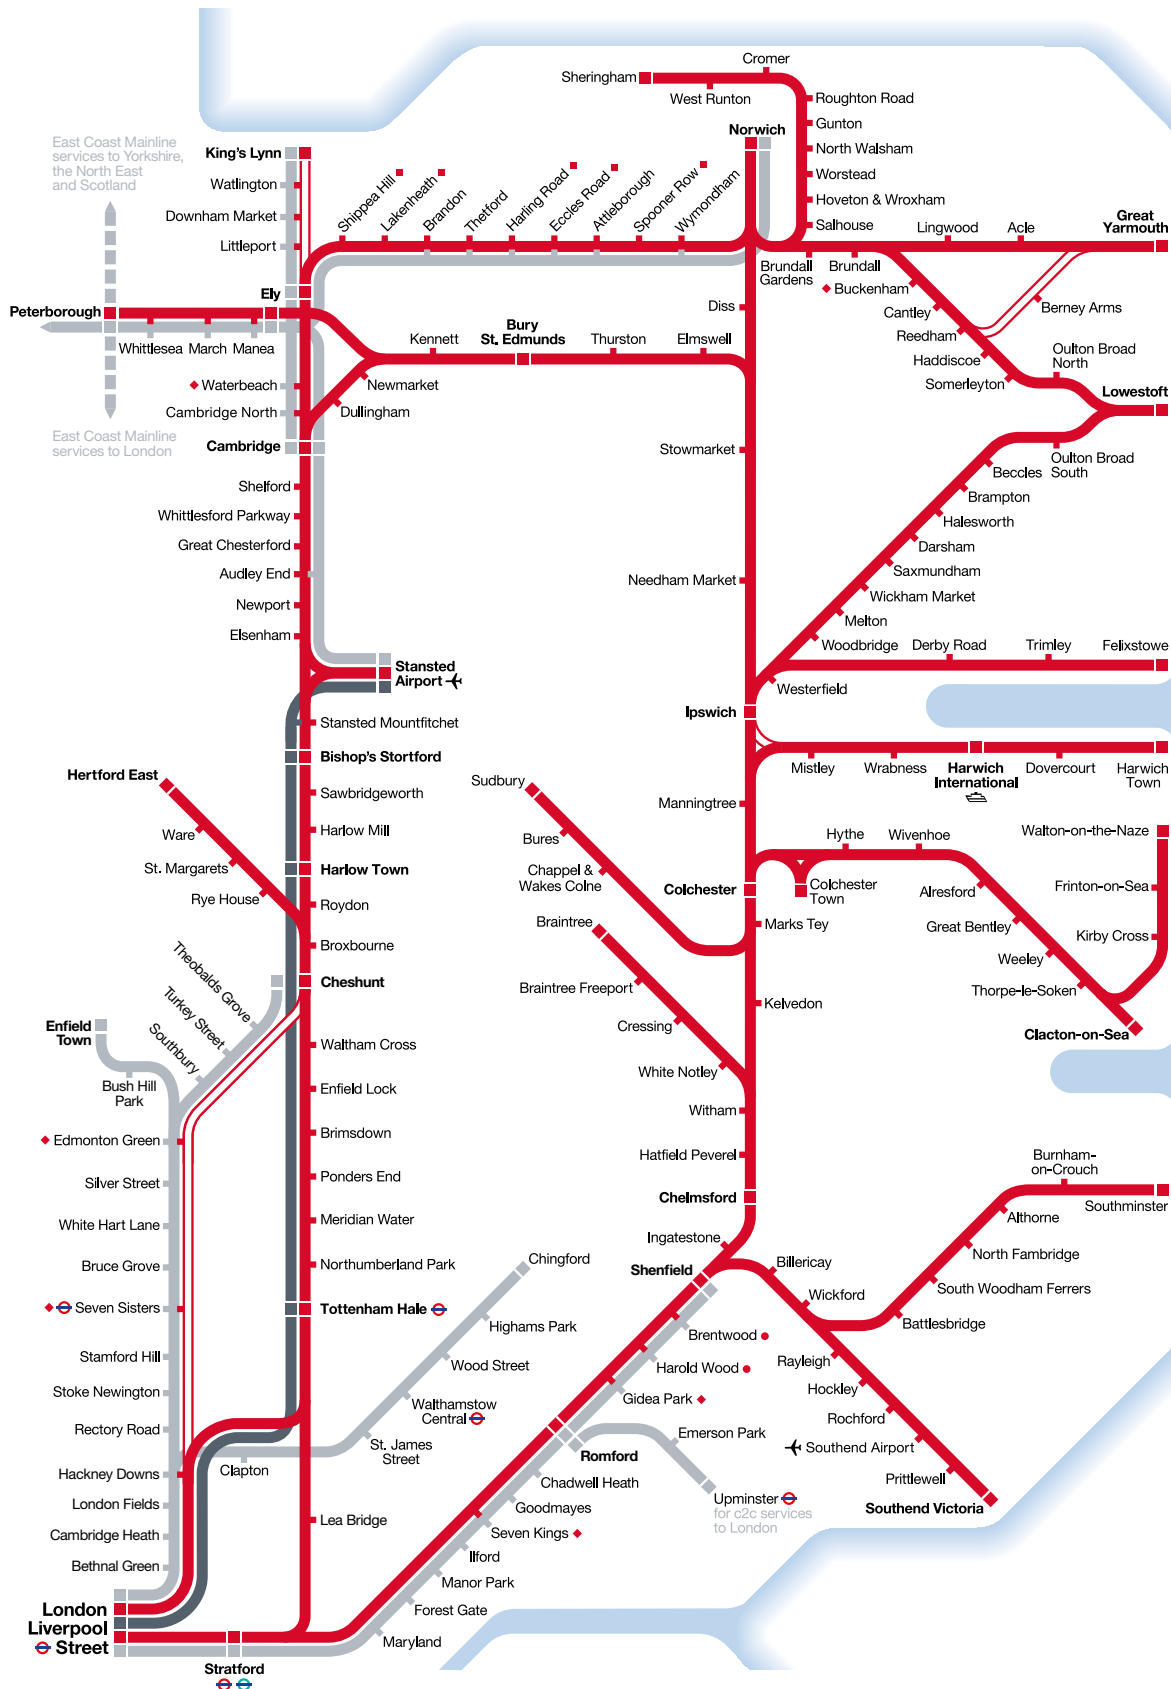 Sheringham
West Runton
Cromer
Roughton Road
Gunton
North Walsham
Worstead
Hoveton & Wroxham
Salhouse
Norwich
East Coast Mainline
services to Yorkshire,
the North East
and Scotland
King's Lynn
Watlington
Downham Market
Littleport
Ely
Shippea Hill
Lakenheath
Brandon
Thetford
Harling Road
Eccles Road
Attleborough
Spooner Row
Wymondham
Lingwood
Acle
Great
Yarmouth
Brundall
Gardens
Brundall
Buckenham
Cantley
Reedham
Haddiscoe
Somerleyton
Berney Arms
Oulton Broad
North
Lowestoft
Oulton Broad
South
Beccles
Brampton
Halesworth
Darsham
Saxmundham
Wickham Market
Melton
Woodbridge
Westerfield
Derby Road
Trimley
Felixstowe
Peterborough
Whittlesea
March
Manea
East Coast Mainline
services to London
Waterbeach
Cambridge North
Cambridge
Kennett
Bury
St. Edmunds
Thurston
Elmswell
Newmarket
Dullingham
Diss
Stowmarket
Needham Market
Ipswich
Shelford
Whittlesford Parkway
Great Chesterford
Audley End
Newport
Elsenham
Stansted
Airport
Stansted Mountfitchet
Bishop's Stortford
Sawbridgeworth
Harlow Mill
Harlow Town
Roydon
Broxbourne
Cheshunt
Hertford East
Ware
St. Margarets
Rye House
Mistley
Wrabness
Harwich
International
Dovercourt
Harwich
Town
Manningtree
Sudbury
Bures
Chappel &
Wakes Colne
Colchester
Hythe
Wivenhoe
Colchester
Town
Alresford
Great Bentley
Weeley
Thorpe-le-Soken
Clacton-on-Sea
Walton-on-the-Naze
Frinton-on-Sea
Kirby Cross
Marks Tey
Kelvedon
Braintree
Braintree Freeport
Cressing
White Notley
Witham
Hatfield Peverel
Chelmsford
Ingatestone
Shenfield
Theobalds Grove
Turkey Street
Southbury
Enfield
Town
Bush Hill
Park
Edmonton Green
Silver Street
White Hart Lane
Bruce Grove
Seven Sisters
Stamford Hill
Stoke Newington
Rectory Road
Hackney Downs
London Fields
Cambridge Heath
Bethnal Green
Waltham Cross
Enfield Lock
Brimsdown
Ponders End
Meridian Water
Northumberland Park
Tottenham Hale
Lea Bridge
Chingford
Highams Park
Wood Street
Walthamstow
Central
St. James
Street
Clapton
Billericay
Wickford
Rayleigh
Hockley
Rochford
Southend Airport
Prittlewell
Southend Victoria
Battlesbridge
South Woodham Ferrers
North Fambridge
Althorne
Burnham-
on-Crouch
Southminster
Brentwood
Harold Wood
Gidea Park
Romford
Emerson Park
Upminster
for c2c services
to London
Chadwell Heath
Goodmayes
Seven Kings
Ilford
Manor Park
Forest Gate
Maryland
London
Liverpool
Street
Stratford